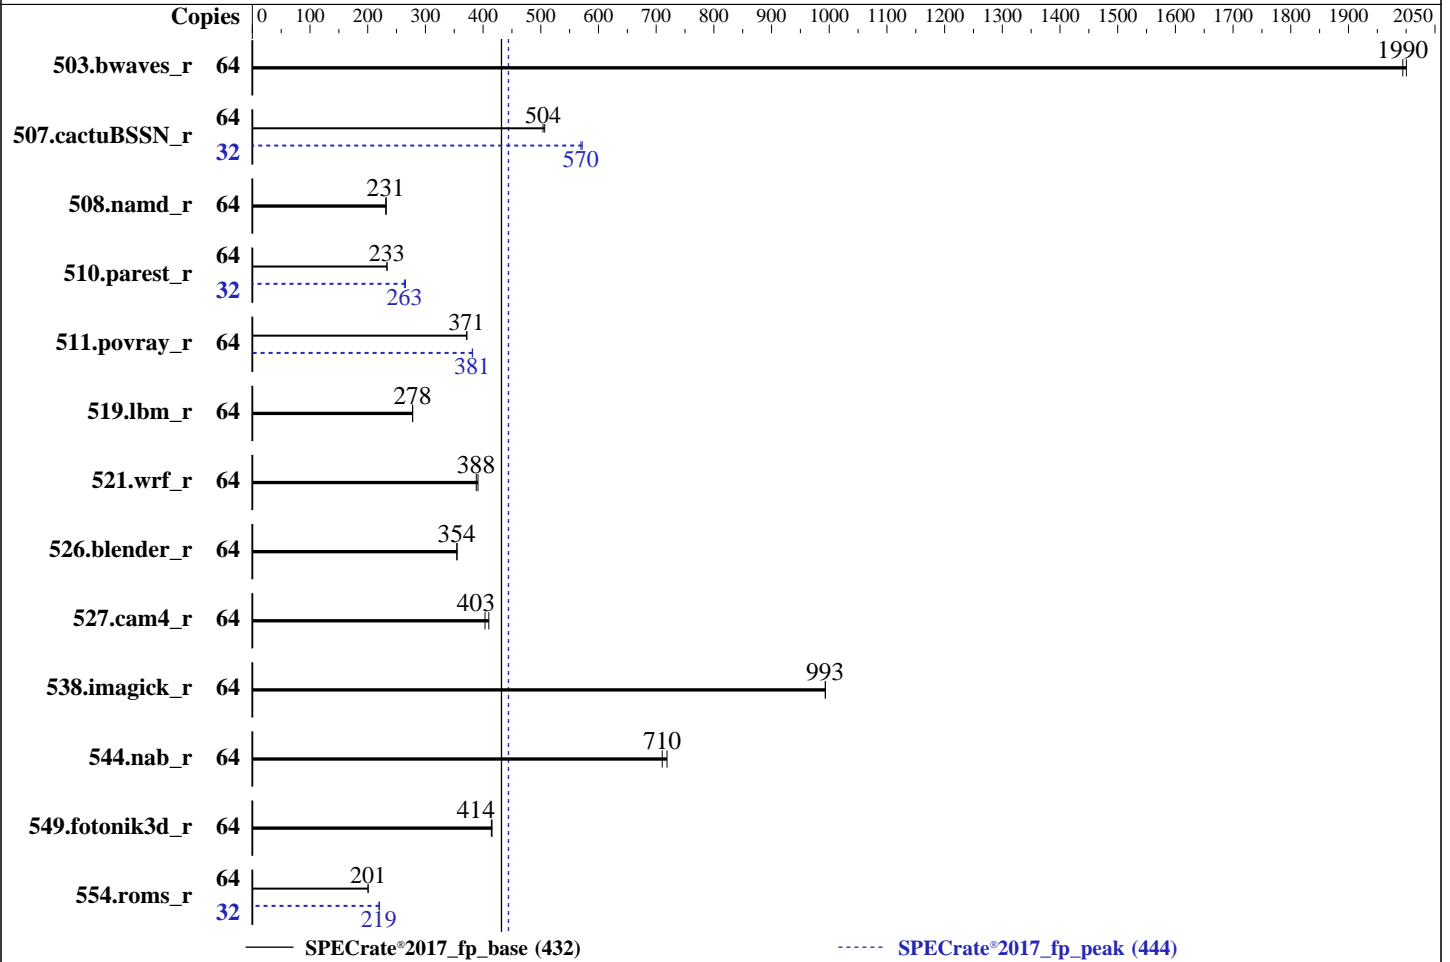 Copies 0 100 200 300 400 500 600 700 800 900 1000 1100 1200 1300 1400 1500 1600 1700 1800 1900 2050
503.bwaves_r 64 1990
507.cactuBSSN_r 64 504
32 570
508.namd_r 64 231
510.parest_r 64 233
32 263
511.povray_r 64 371
381
519.lbm_r 64 278
521.wrf_r 64 388
526.blender_r 64 354
527.cam4_r 64 403
538.imagick_r 64 993
544.nab_r 64 710
549.fotonik3d_r 64 414
554.roms_r 64 201
32 219
SPECrate®2017_fp_base (432) SPECrate®2017_fp_peak (444)